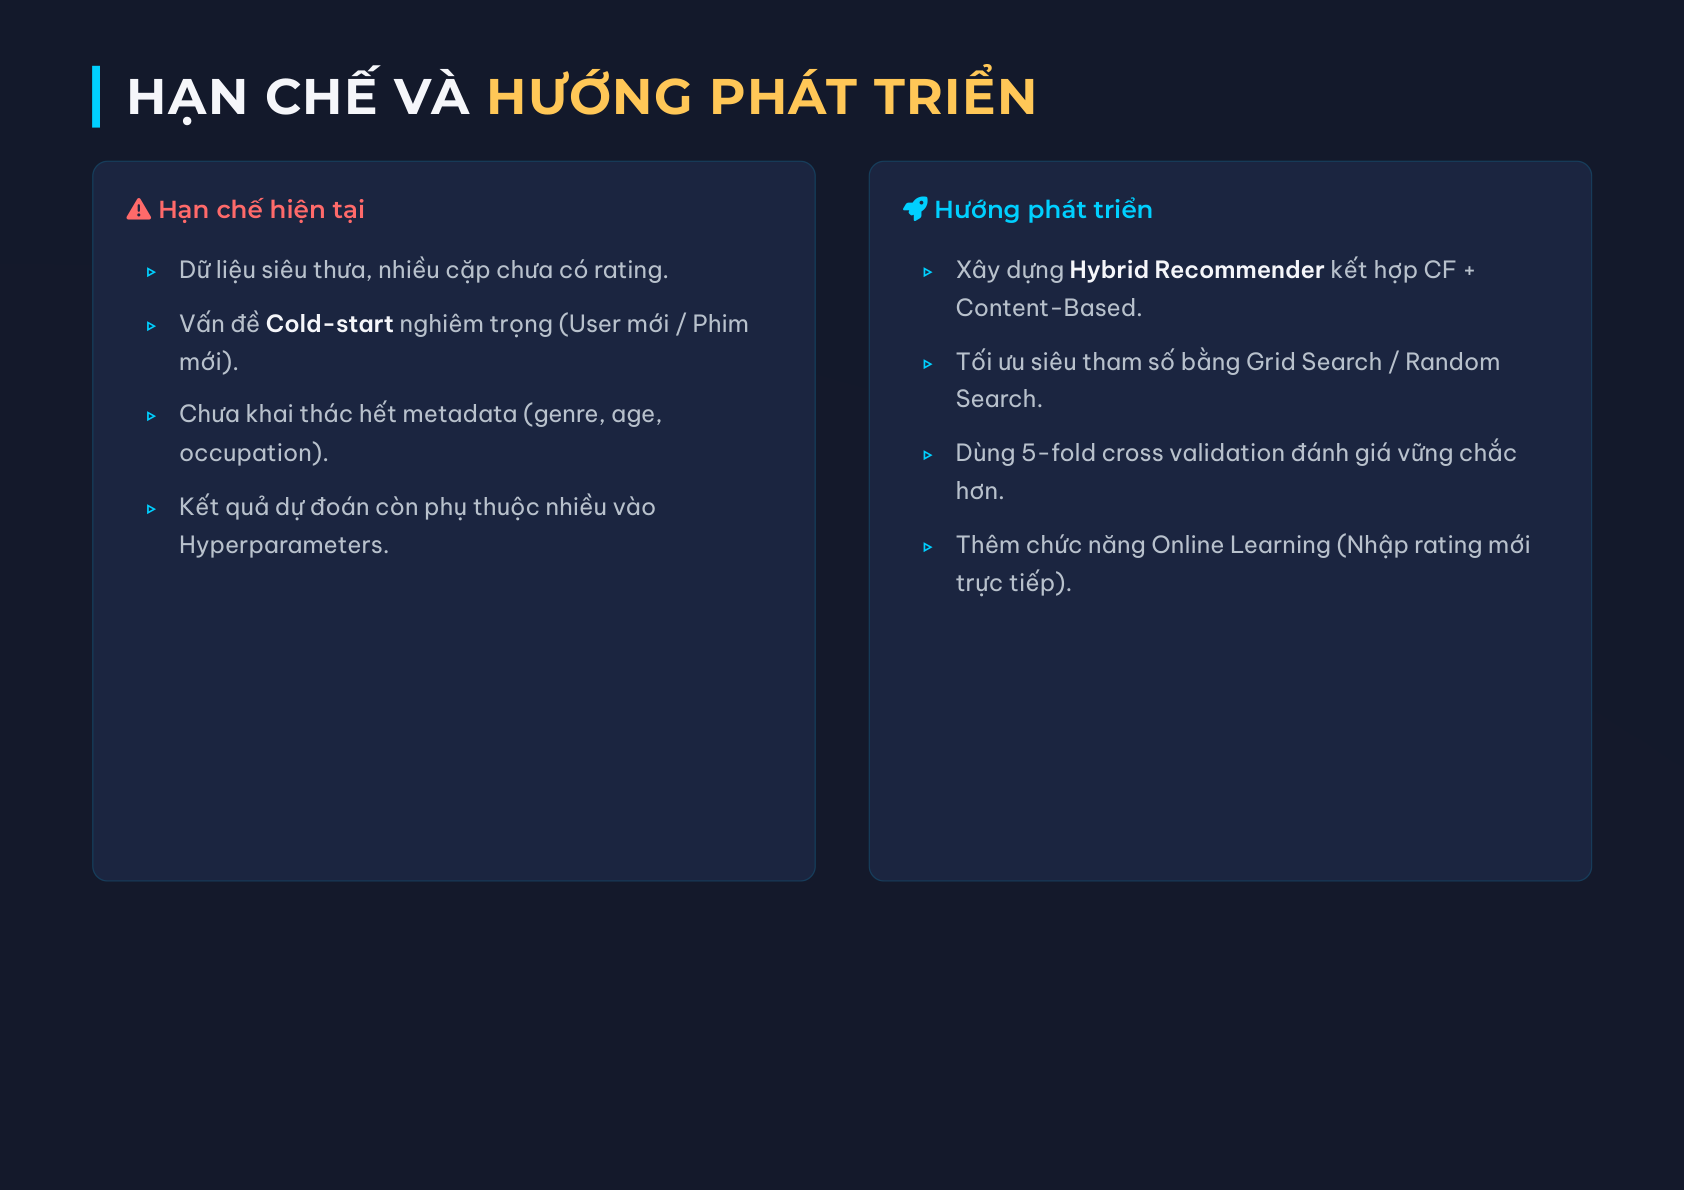 HẠN CHẾ VÀ HƯỚNG PHÁT TRIỂN
Hạn chế hiện tại
Dữ liệu siêu thưa, nhiều cặp chưa có rating.
Vấn đề Cold-start nghiêm trọng (User mới / Phim
mới).
Chưa khai thác hết metadata (genre, age,
occupation).
Kết quả dự đoán còn phụ thuộc nhiều vào
Hyperparameters.
Hướng phát triển
Xây dựng Hybrid Recommender kết hợp CF +
Content-Based.
Tối ưu siêu tham số bằng Grid Search / Random
Search.
Dùng 5-fold cross validation đánh giá vững chắc
hơn.
Thêm chức năng Online Learning (Nhập rating mới
trực tiếp).